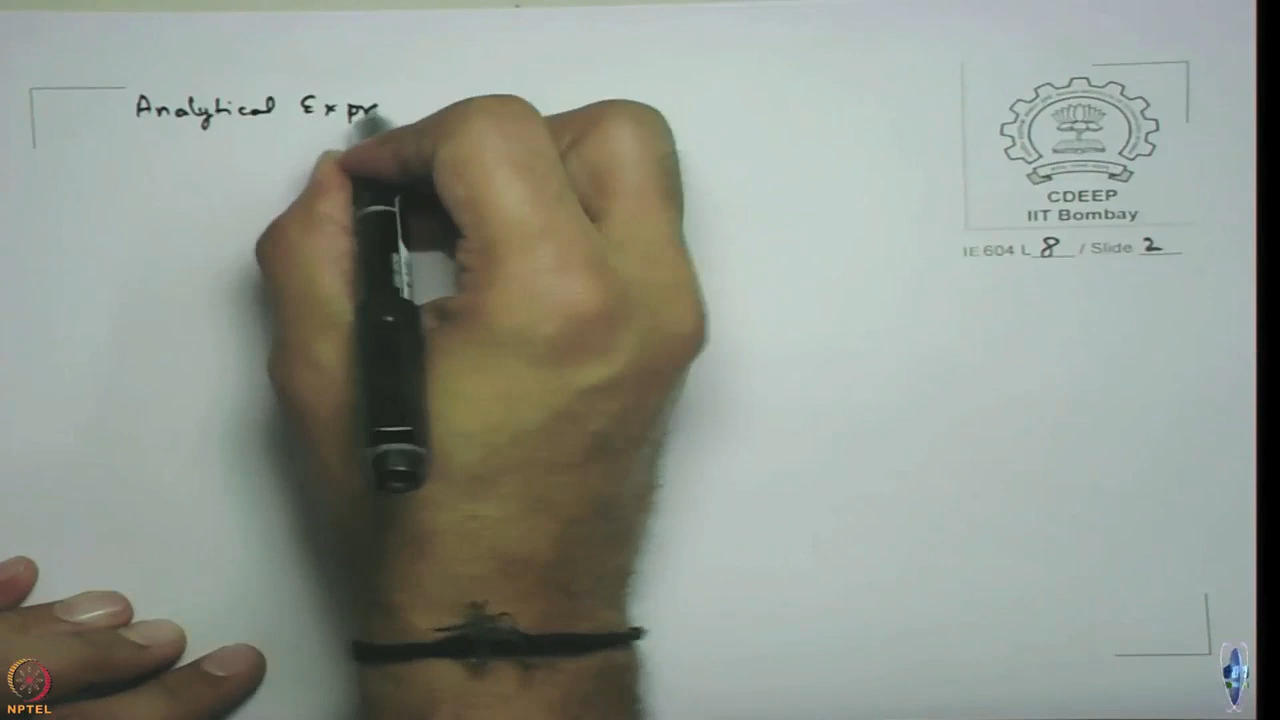 Analytical Expr
CDEEP
IIT Bombay
IE 604 L 8 / Slide 2
NPTEL